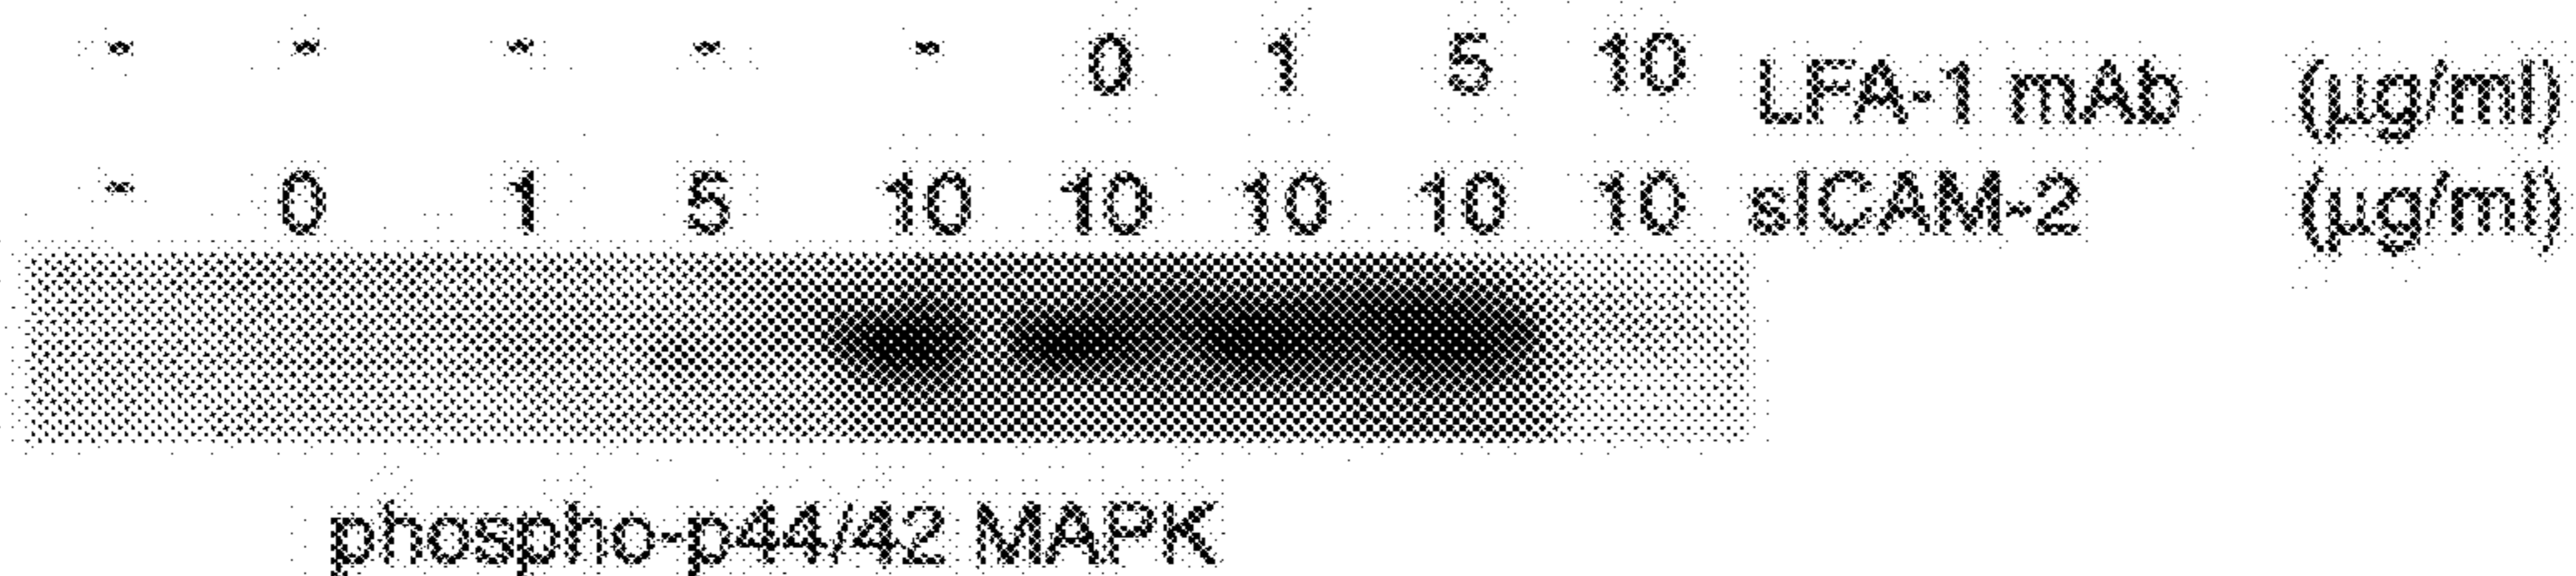 - - - - - 0 1 5 10 LFA-1 mAb (µg/ml)
- 0 1 5 10 10 10 10 10 sICAM-2 (µg/ml)
phospho-p44/42 MAPK